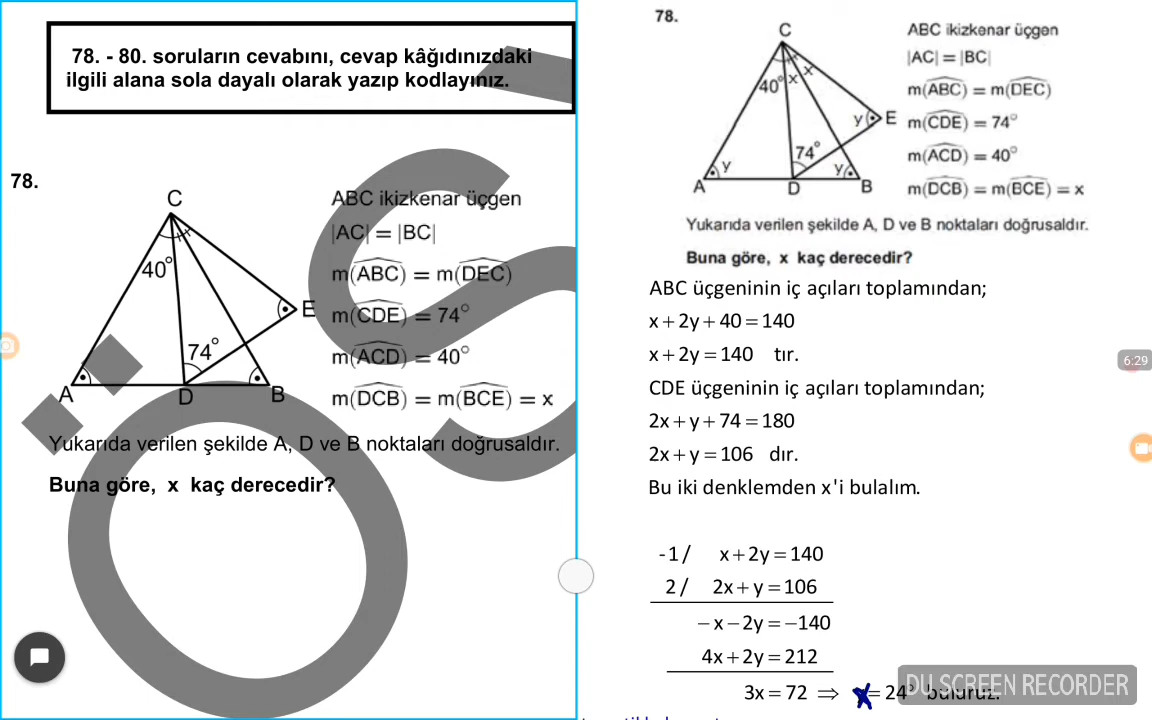 78. - 80. soruların cevabını, cevap kâğıdınızdaki
ilgili alana sola dayalı olarak yazıp kodlayınız.
78.
C
40°
E
74°
A
D
B
ABC ikizkenar üçgen
|AC| = |BC|
m(ABC) = m(DEC)
m(CDE) = 74°
m(ACD) = 40°
m(DCB) = m(BCE) = x
Yukarıda verilen şekilde A, D ve B noktaları doğrusaldır.
Buna göre, x kaç derecedir?
78.
C
40° x x
y E
74°
y y
A D B
ABC ikizkenar üçgen
|AC| = |BC|
m(ABC) = m(DEC)
m(CDE) = 74°
m(ACD) = 40°
m(DCB) = m(BCE) = x
Yukarıda verilen şekilde A, D ve B noktaları doğrusaldır.
Buna göre, x kaç derecedir?
ABC üçgeninin iç açıları toplamından;
x + 2y + 40 = 140
x + 2y = 140 tır.
CDE üçgeninin iç açıları toplamından;
2x + y + 74 = 180
2x + y = 106 dır.
Bu iki denklemden x'i bulalım.
-1 / x + 2y = 140
2 / 2x + y = 106
− x − 2y = −140
4x + 2y = 212
3x = 72 ⇒ x = 24° buluruz.
6:29
DU SCREEN RECORDER